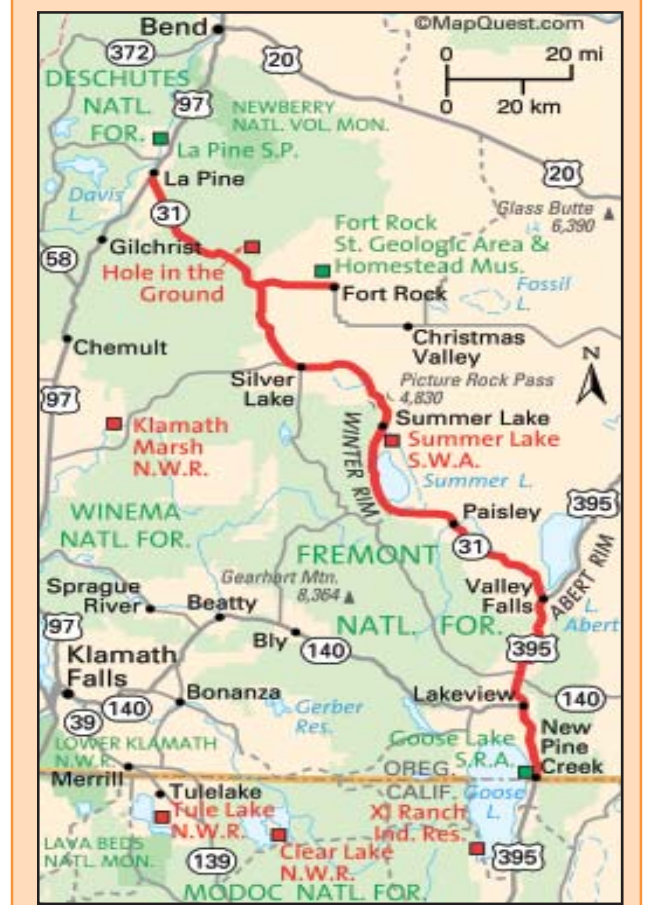 ©MapQuest.com
Bend
0 20 mi
0 20 km
372
20
DESCHUTES
NATL.
FOR.
97
NEWBERRY
NATL. VOL. MON.
La Pine S.P.
La Pine
20
Davis
L.
31
Glass Butte
6,390
Gilchrist
58
Hole in the
Ground
Fort Rock
St. Geologic Area &
Homestead Mus.
Fort Rock
Fossil
L.
Christmas
Valley
Chemult
N
Silver
Lake
Picture Rock Pass
4,830
97
Klamath
Marsh
N.W.R.
WINTER RIM
Summer Lake
Summer Lake
S.W.A.
Summer L.
395
WINEMA
NATL. FOR.
Paisley
31
FREMONT
NATL. FOR.
Gearhart Mtn.
8,364
Valley
Falls
ABERT RIM
L.
Abert
Sprague
River
Beatty
97
Bly
140
395
Klamath
Falls
Bonanza
Gerber
Res.
Lakeview
140
39
140
New
Pine
Creek
Goose Lake
S.R.A.
LOWER KLAMATH
N.W.R.
OREG.
CALIF.
Merrill
Tulelake
Goose
L.
Tule Lake
N.W.R.
XL Ranch
Ind. Res.
LAVA BEDS
NATL. MON.
139
Clear Lake
N.W.R.
395
MODOC NATL. FOR.